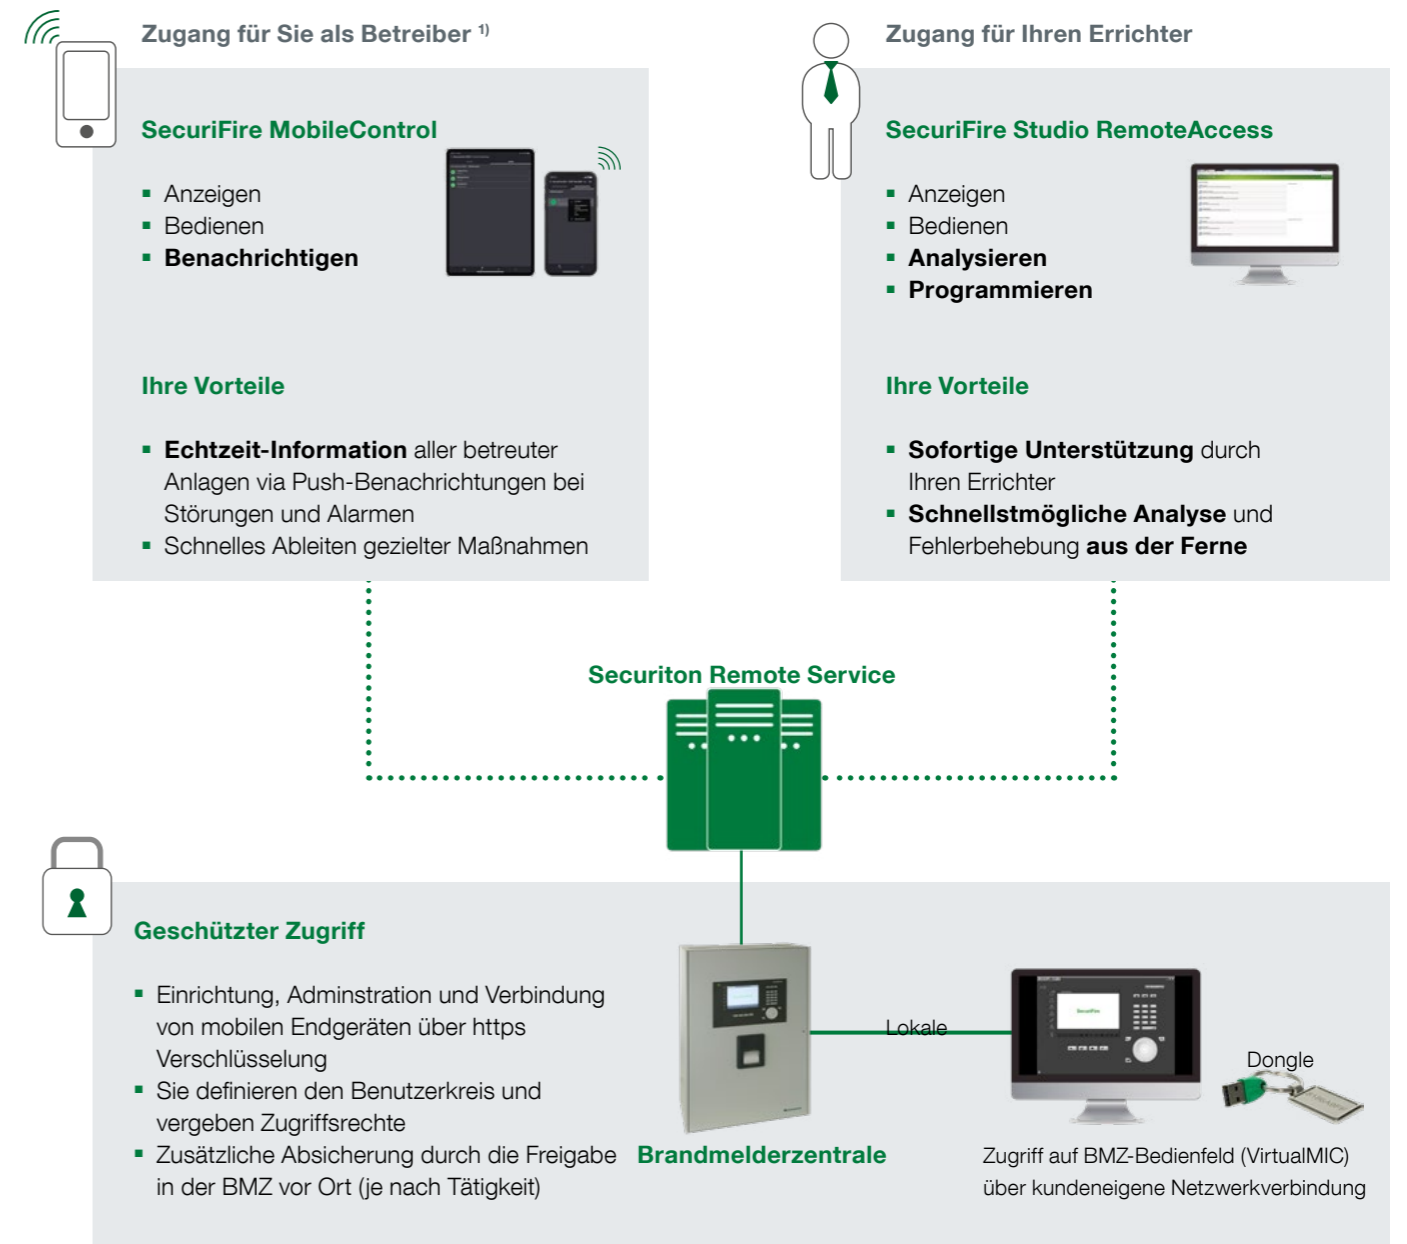 Zugang für Sie als Betreiber ¹⁾
SecuriFire MobileControl
▪ Anzeigen
▪ Bedienen
▪ Benachrichtigen
Ihre Vorteile
▪ Echtzeit-Information aller betreuter
Anlagen via Push-Benachrichtungen bei
Störungen und Alarmen
▪ Schnelles Ableiten gezielter Maßnahmen
Zugang für Ihren Errichter
SecuriFire Studio RemoteAccess
▪ Anzeigen
▪ Bedienen
▪ Analysieren
▪ Programmieren
Ihre Vorteile
▪ Sofortige Unterstützung durch
Ihren Errichter
▪ Schnellstmögliche Analyse und
Fehlerbehebung aus der Ferne
Securiton Remote Service
Geschützter Zugriff
▪ Einrichtung, Adminstration und Verbindung
von mobilen Endgeräten über https
Verschlüsselung
▪ Sie definieren den Benutzerkreis und
vergeben Zugriffsrechte
▪ Zusätzliche Absicherung durch die Freigabe
in der BMZ vor Ort (je nach Tätigkeit)
Brandmelderzentrale
Lokale
SecuriFire
Dongle
Zugriff auf BMZ-Bedienfeld (VirtualMIC)
über kundeneigene Netzwerkverbindung